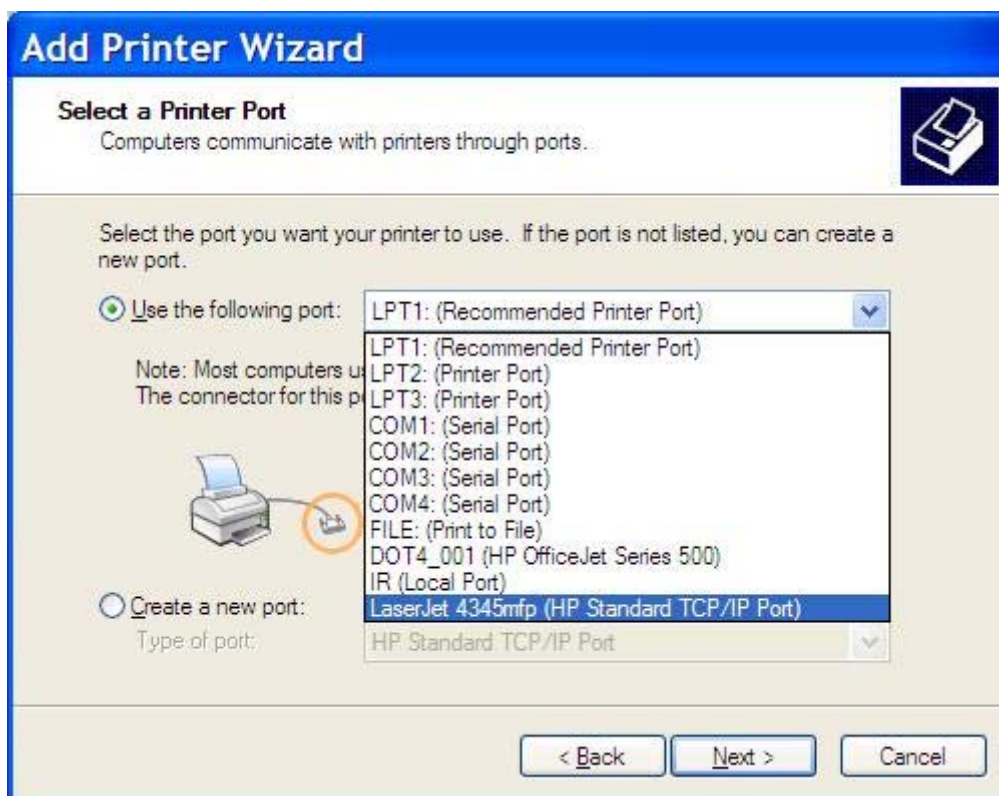 Add Printer Wizard
Select a Printer Port
Computers communicate with printers through ports.
Select the port you want your printer to use. If the port is not listed, you can create a
new port.
Use the following port:
LPT1: (Recommended Printer Port)
LPT1: (Recommended Printer Port)
Note: Most computers
LPT2: (Printer Port)
The connector for this
LPT3: (Printer Port)
COM1: (Serial Port)
COM2: (Serial Port)
COM3: (Serial Port)
COM4: (Serial Port)
FILE: (Print to File)
DOT4_001 (HP OfficeJet Series 500)
IR (Local Port)
LaserJet 4345mfp (HP Standard TCP/IP Port)
Create a new port:
Type of port:
HP Standard TCP/IP Port
< Back
Next >
Cancel